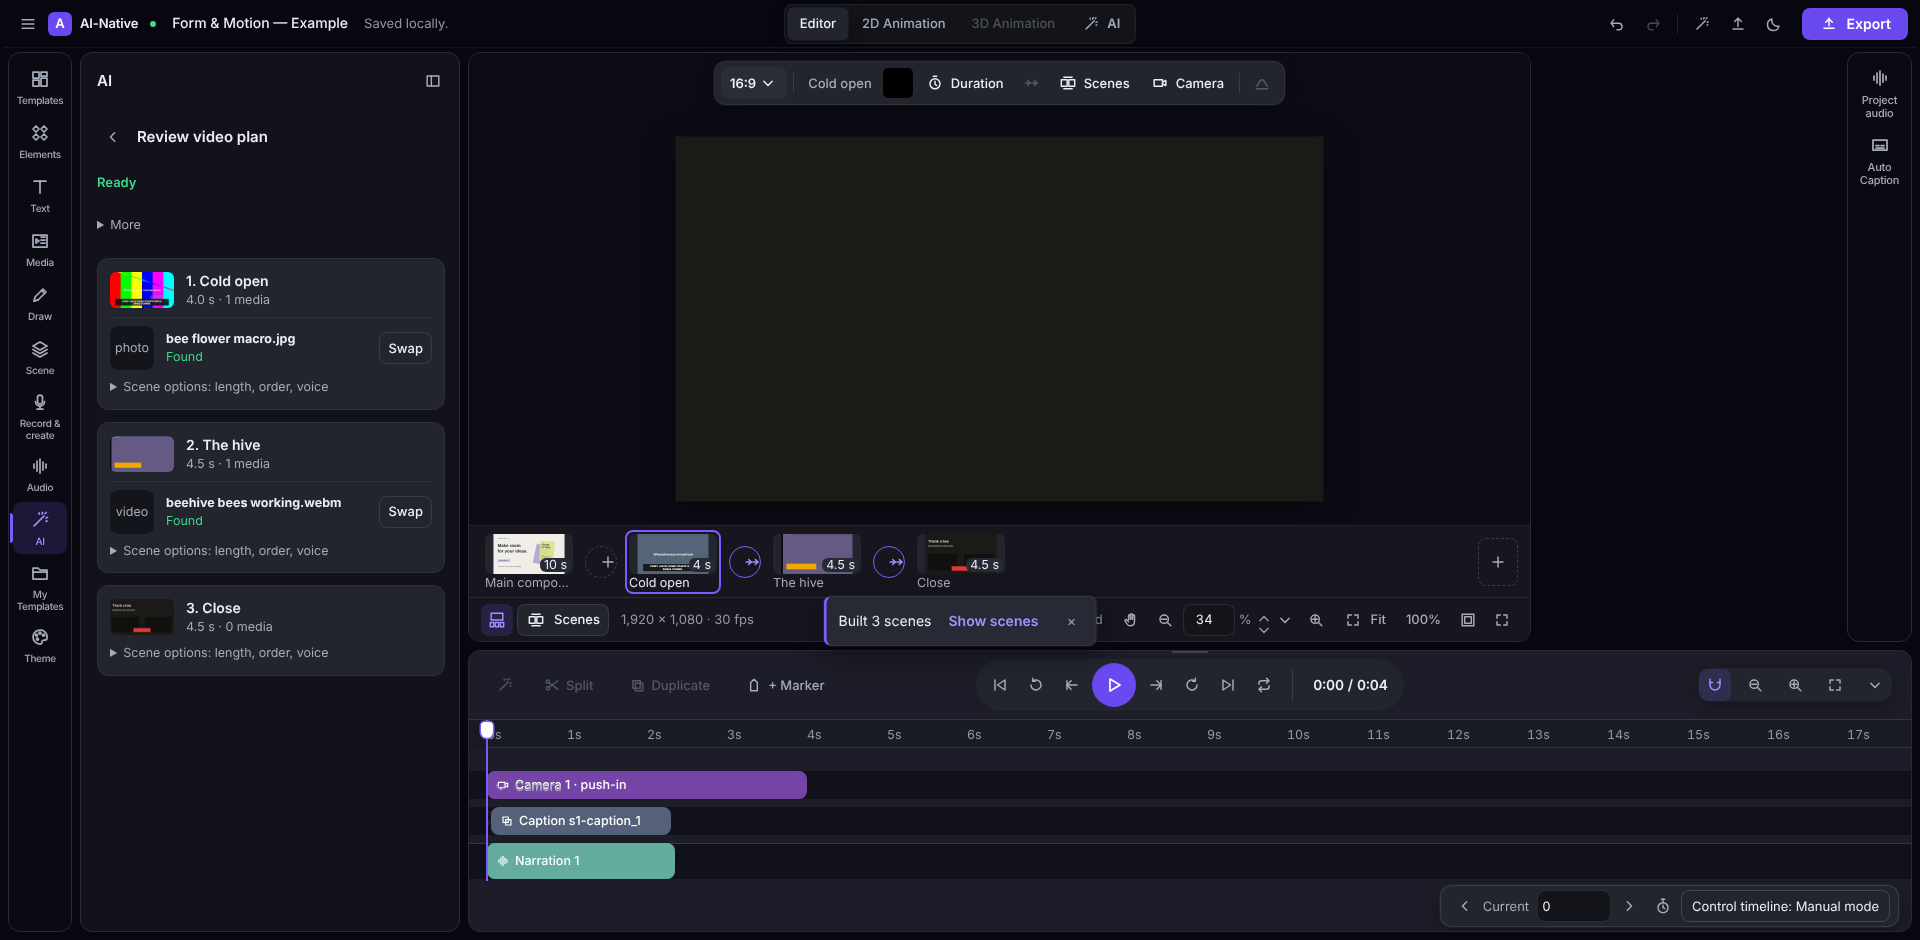 A AI-Native Form & Motion — Example Saved locally.
Editor 2D Animation 3D Animation AI
Export
Templates
Elements
Text
Media
Draw
Scene
Record &
create
Audio
AI
My
Templates
Theme
AI
Review video plan
Ready
More
1. Cold open
4.0 s · 1 media
photo
bee flower macro.jpg
Found
Swap
Scene options: length, order, voice
2. The hive
4.5 s · 1 media
video
beehive bees working.webm
Found
Swap
Scene options: length, order, voice
3. Close
4.5 s · 0 media
Scene options: length, order, voice
16:9 Cold open Duration Scenes Camera
Project
audio
Auto
Caption
Make room
for your ideas.
10 s
Main compo...
4 s
Cold open
4.5 s
The hive
Thank a bee
4.5 s
Close
Scenes 1,920 × 1,080 · 30 fps
Built 3 scenes Show scenes ×
34 % Fit 100%
Split Duplicate + Marker
0:00 / 0:04
1s 2s 3s 4s 5s 6s 7s 8s 9s 10s 11s 12s 13s 14s 15s 16s 17s
Camera 1 · push-in
Caption s1-caption_1
Narration 1
Current 0 Control timeline: Manual mode